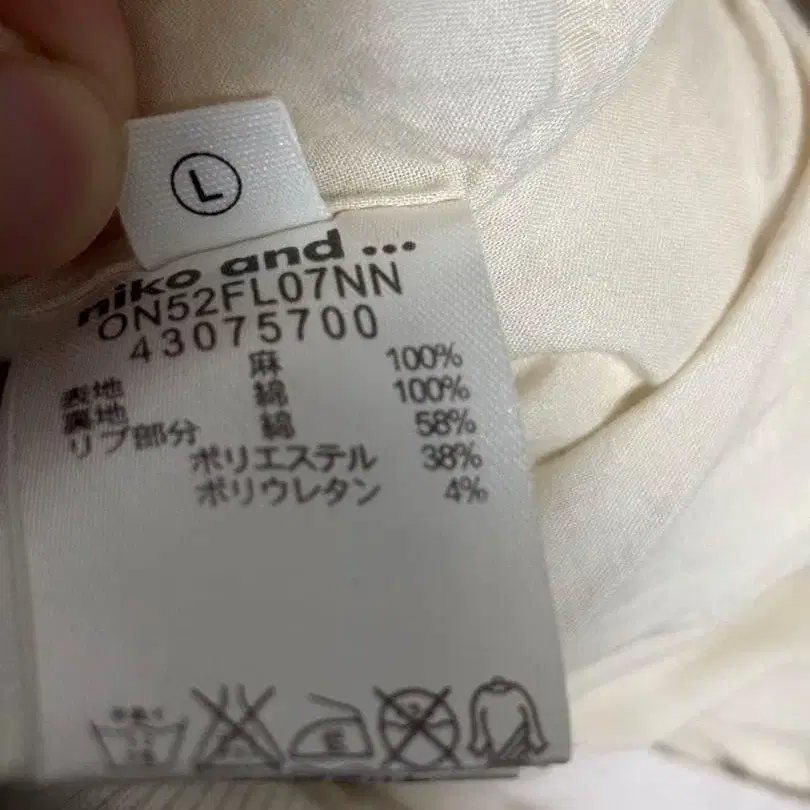 L
niko and ...
ON52FL07NN
43075700
表地 麻 100%
裏地 綿 100%
リブ部分 綿 58%
ポリエステル 38%
ポリウレタン 4%